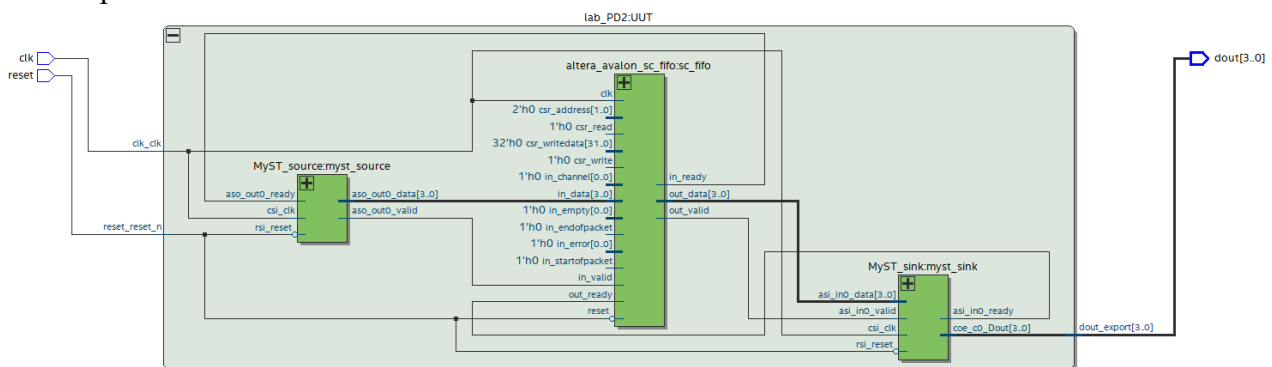 lab_PD2:UUT
clk
reset
dout[3..0]
clk_clk
reset_reset_n
MyST_source:myst_source
aso_out0_ready
aso_out0_data[3..0]
csi_clk
aso_out0_valid
rsi_reset
altera_avalon_sc_fifo:sc_fifo
clk
2'h0 csr_address[1..0]
1'h0 csr_read
32'h0 csr_writedata[31..0]
1'h0 csr_write
1'h0 in_channel[0..0]
in_ready
in_data[3..0]
out_data[3..0]
1'h0 in_empty[0..0]
out_valid
1'h0 in_endofpacket
1'h0 in_error[0..0]
1'h0 in_startofpacket
in_valid
out_ready
reset
MyST_sink:myst_sink
asi_in0_data[3..0]
asi_in0_valid
asi_in0_ready
csi_clk
coe_c0_Dout[3..0]
rsi_reset
dout_export[3..0]